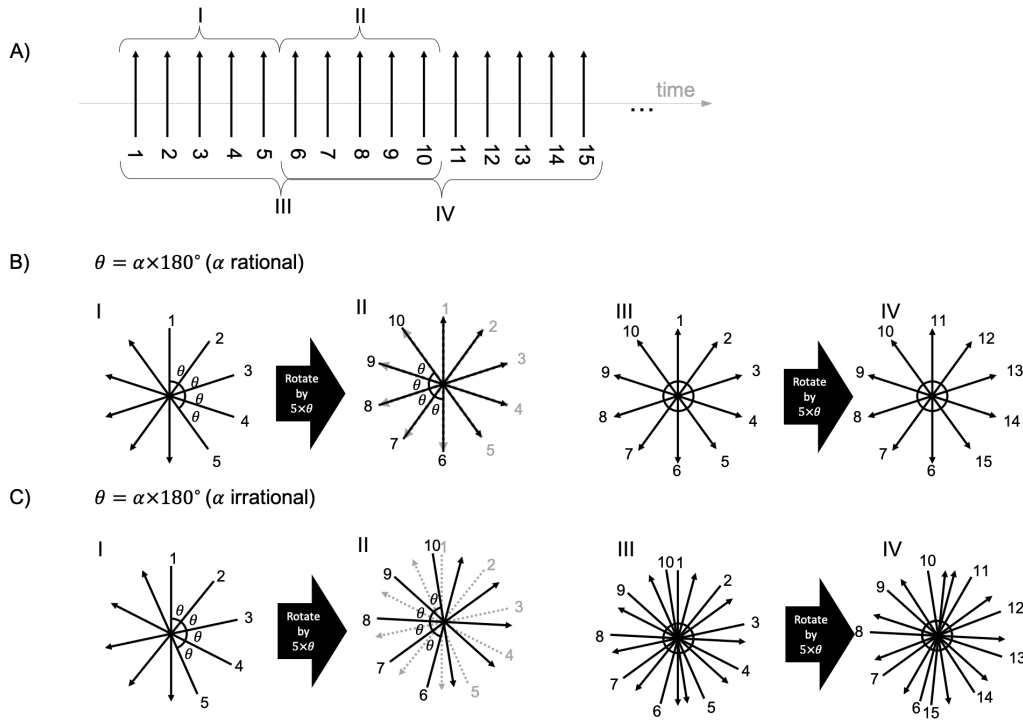 I II
A)
time
...
1 2 3 4 5 6 7 8 9 10 11 12 13 14 15
III IV
B) θ = α×180° (α rational)
I II III IV
1 2 3 4 5
θ θ θ θ
Rotate
by
5×θ
1 2 3 4 5 6 7 8 9 10
θ θ θ θ
1 2 3 4 5 6 7 8 9 10
Rotate
by
5×θ
11 12 13 14 15 6 7 8 9 10
C) θ = α×180° (α irrational)
I II III IV
1 2 3 4 5
θ θ θ θ
Rotate
by
5×θ
10 1 2 3 4 5 6 7 8 9
θ θ θ θ
10 1 2 3 4 5 6 7 8 9
Rotate
by
5×θ
10 11 12 13 14 15 6 7 8 9